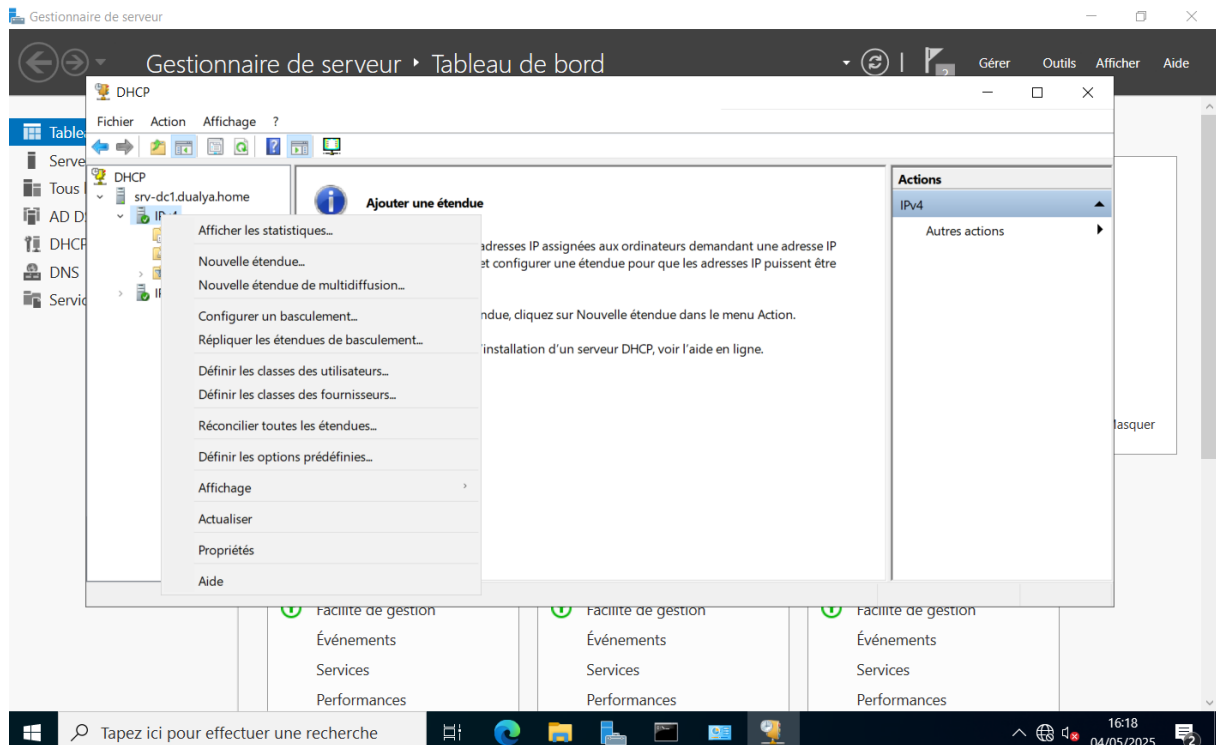 Gestionnaire de serveur
Gestionnaire de serveur • Tableau de bord
Gérer Outils Afficher Aide
DHCP
Fichier Action Affichage ?
Serve
Tous
AD D
DHCP
DNS
Servic
DHCP
srv-dc1.dualya.home
Ajouter une étendue
adresses IP assignées aux ordinateurs demandant une adresse IP
et configurer une étendue pour que les adresses IP puissent être
ndue, cliquez sur Nouvelle étendue dans le menu Action.
'installation d'un serveur DHCP, voir l'aide en ligne.
Afficher les statistiques...
Nouvelle étendue...
Nouvelle étendue de multidiffusion...
Configurer un basculement...
Répliquer les étendues de basculement...
Définir les classes des utilisateurs...
Définir les classes des fournisseurs...
Réconcilier toutes les étendues...
Définir les options prédéfinies...
Affichage
Actualiser
Propriétés
Aide
Actions
IPv4
Autres actions
lasquer
Facilité de gestion
Événements
Services
Performances
Facilité de gestion
Événements
Services
Performances
Facilité de gestion
Événements
Services
Performances
Tapez ici pour effectuer une recherche
16:18
04/05/2025
2